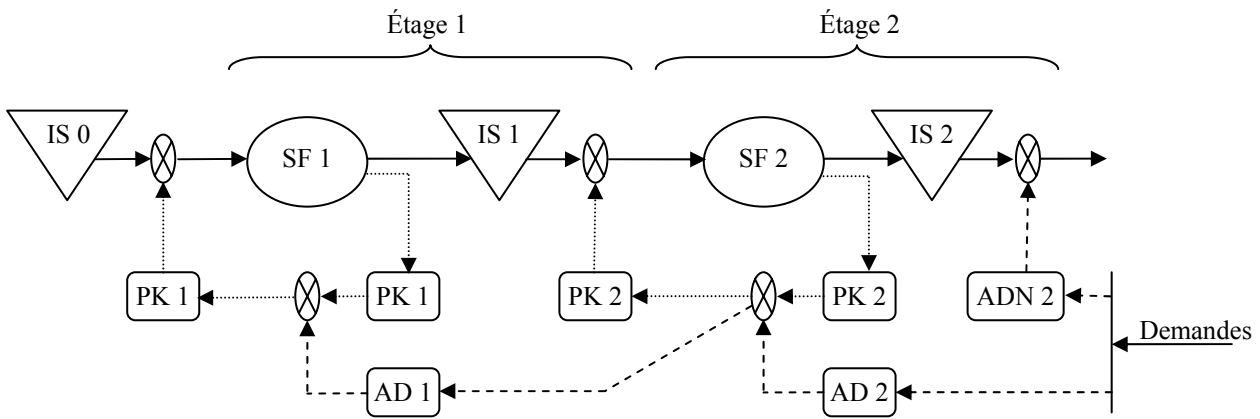 Étage 1
Étage 2
IS 0
SF 1
IS 1
SF 2
IS 2
PK 1
PK 1
PK 2
PK 2
ADN 2
Demandes
AD 1
AD 2